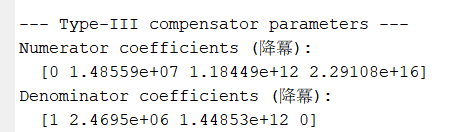 --- Type-III compensator parameters ---
Numerator coefficients (降幂):
[0 1.48559e+07 1.18449e+12 2.29108e+16]
Denominator coefficients (降幂):
[1 2.4695e+06 1.44853e+12 0]